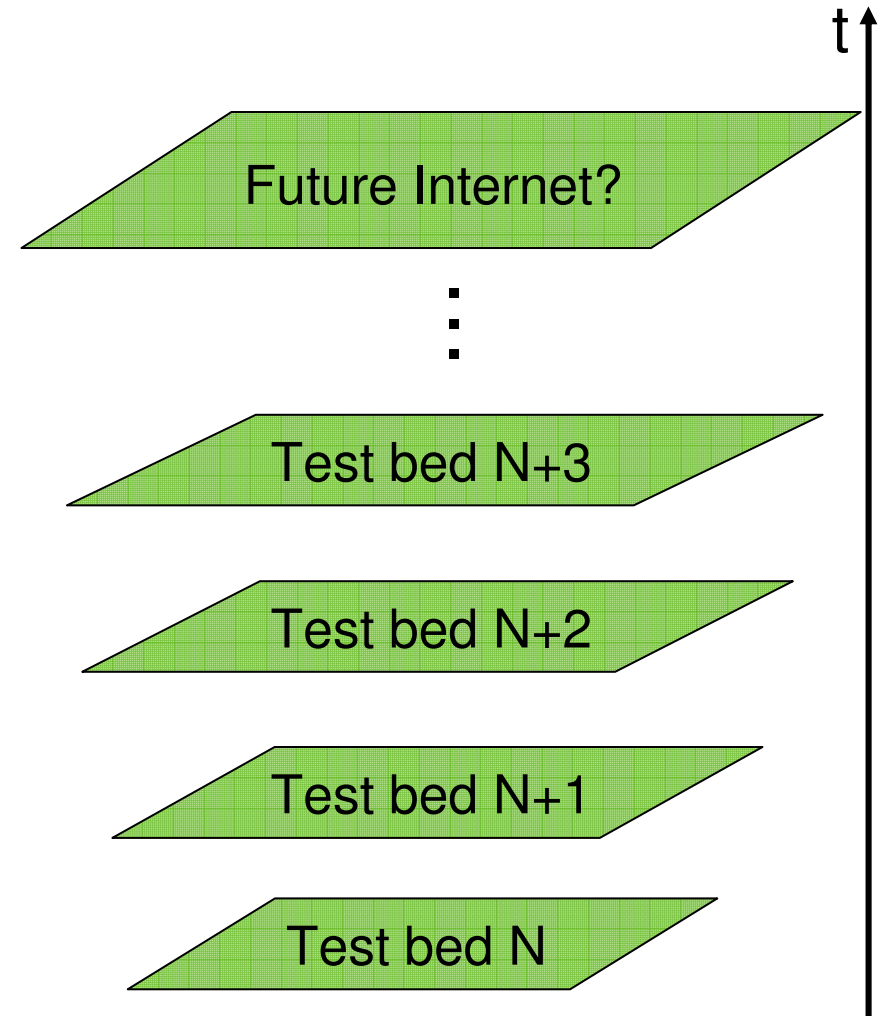 t
Future Internet?
⋮
Test bed N+3
Test bed N+2
Test bed N+1
Test bed N